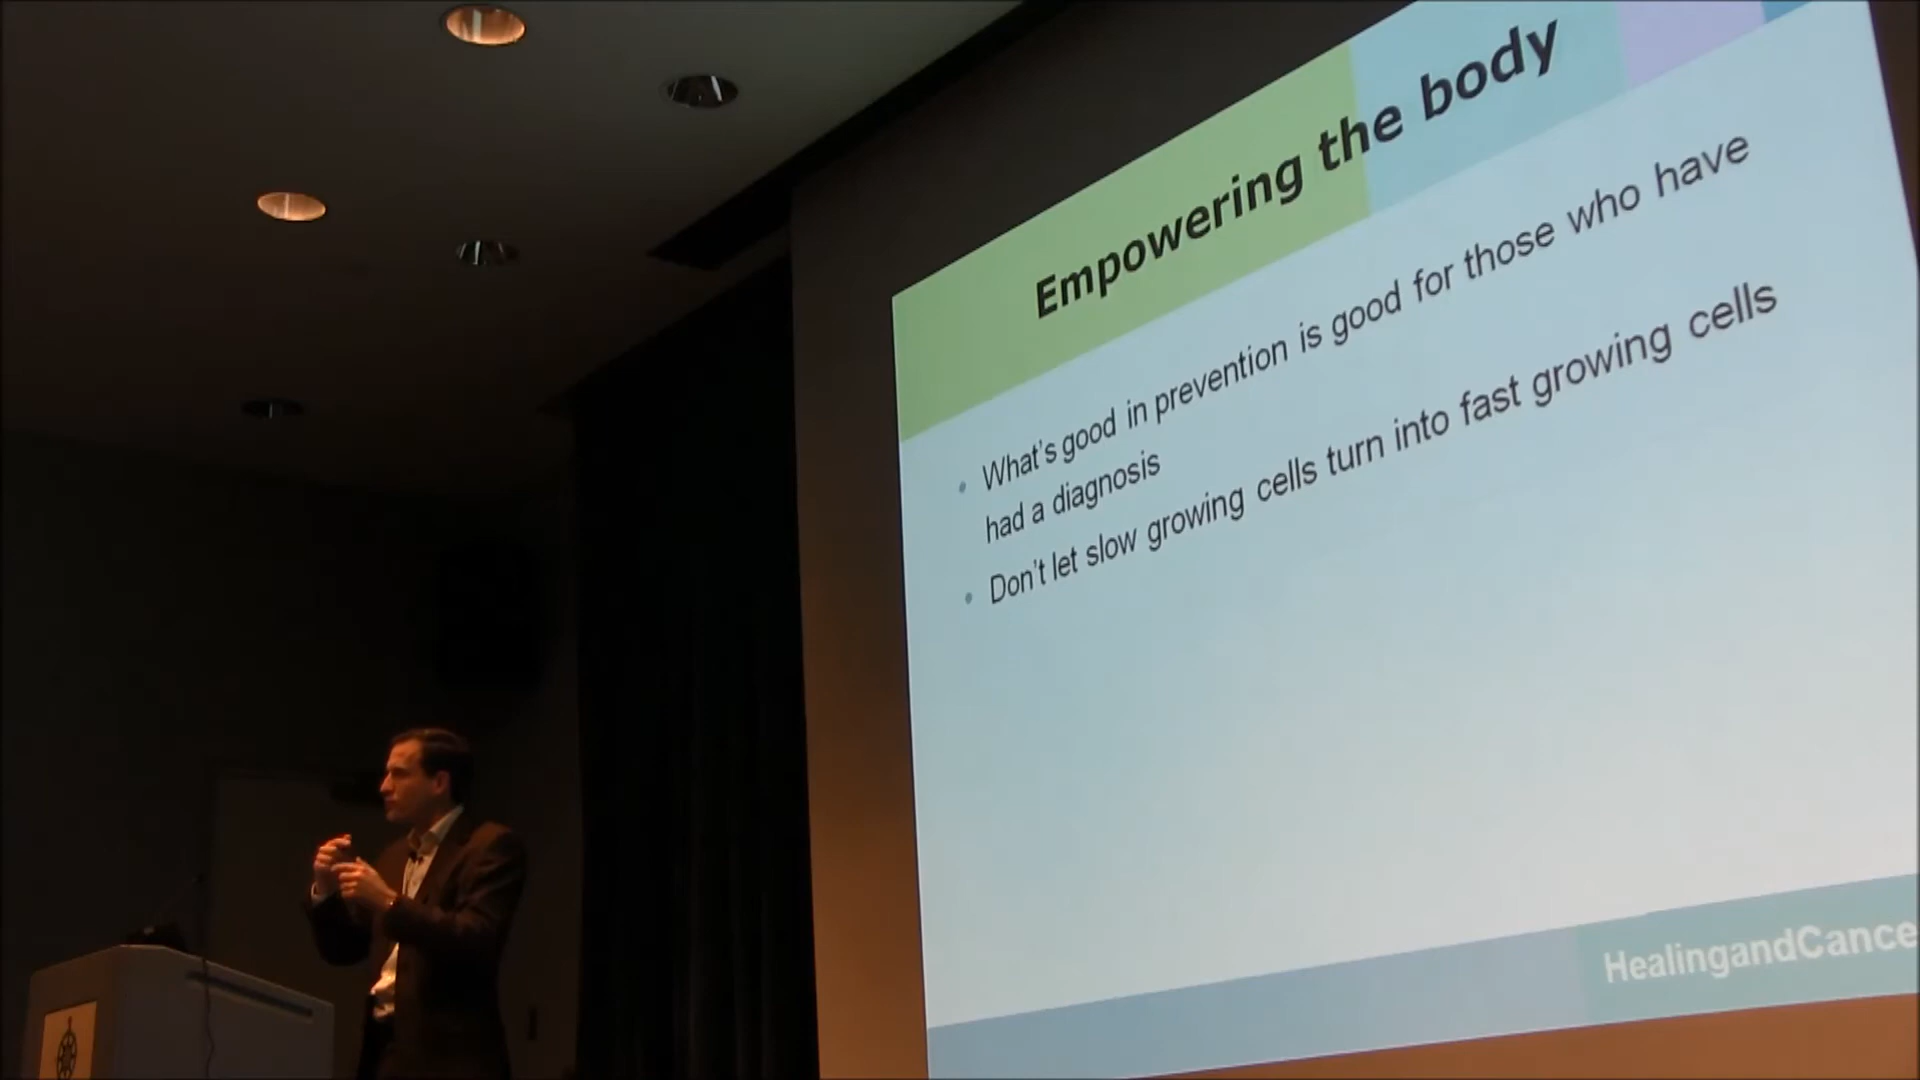 Empowering the body
What's good in prevention is good for those who have
had a diagnosis
Don't let slow growing cells turn into fast growing cells
HealingandCance